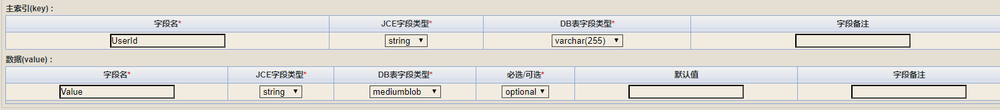 主索引(key) :
字段名* JCE字段类型* DB表字段类型* 字段备注
UserId string varchar(255)
数据(value) :
字段名* JCE字段类型* DB表字段类型* 必选/可选* 默认值 字段备注
Value string mediumblob optional